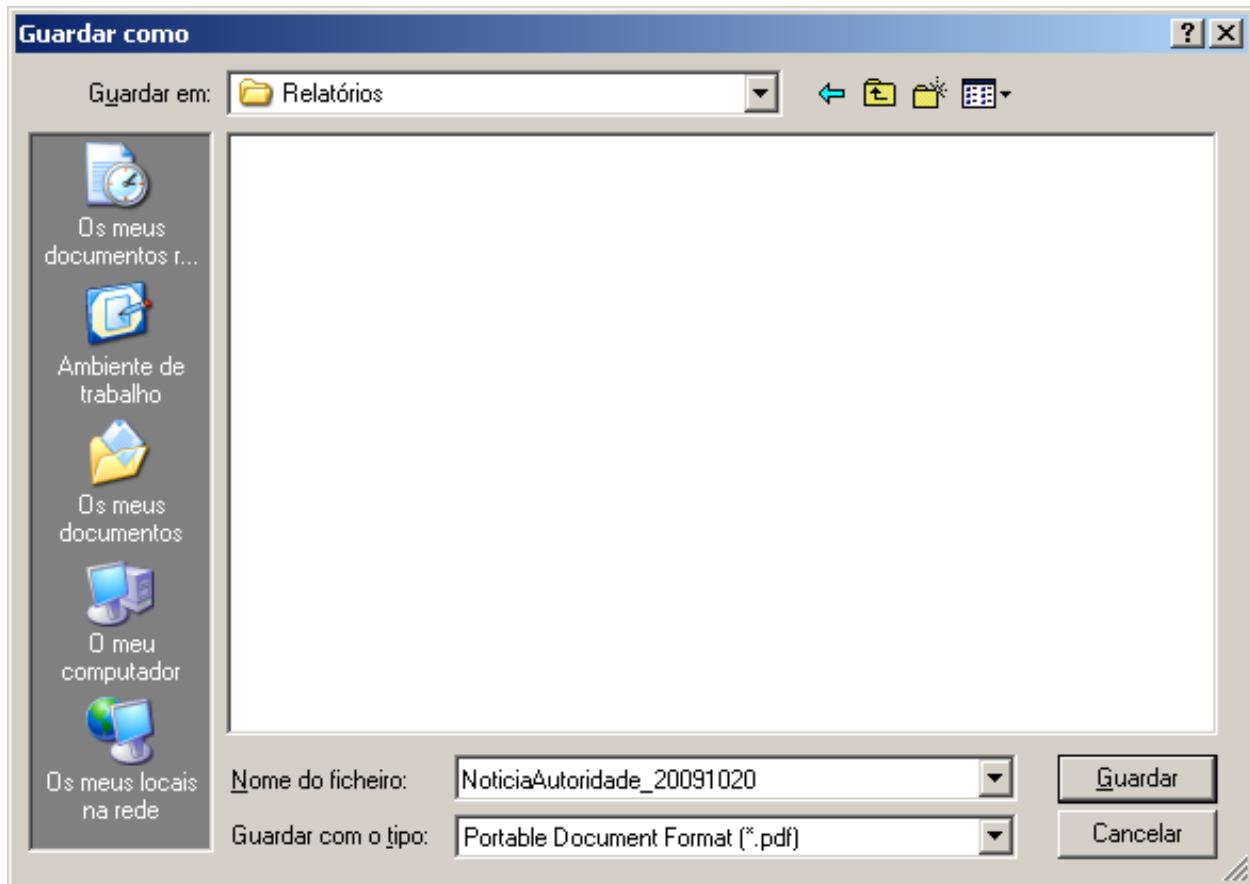 Guardar como
Guardar em:
Relatórios
Os meus
documentos r...
Ambiente de
trabalho
Os meus
documentos
O meu
computador
Os meus locais
na rede
Nome do ficheiro:
NoticiaAutoridade_20091020
Guardar
Guardar com o tipo:
Portable Document Format (*.pdf)
Cancelar